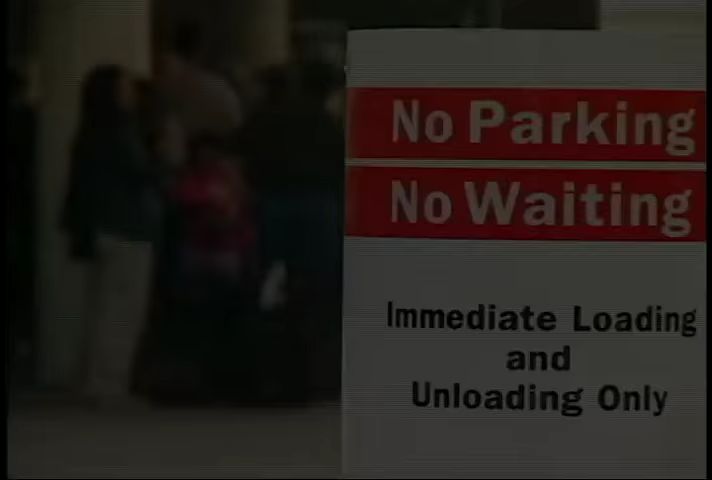 No Parking
No Waiting
Immediate Loading
and
Unloading Only